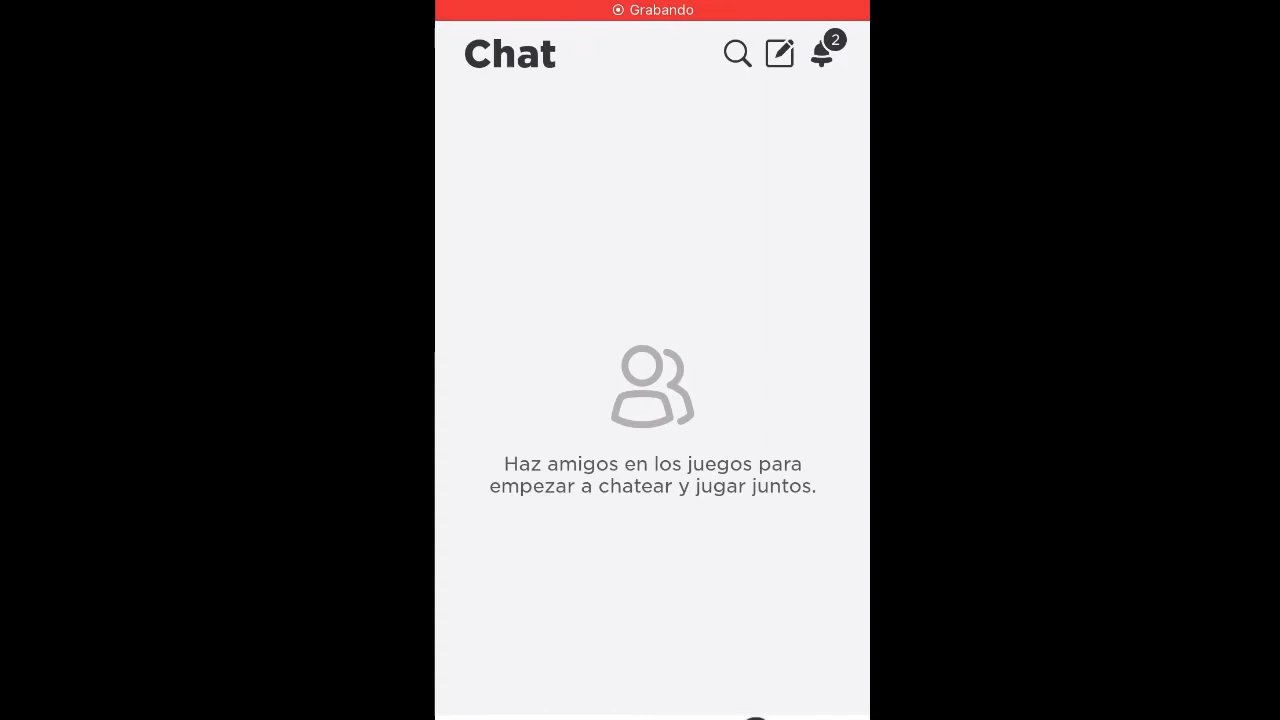 Grabando
Chat
2
Haz amigos en los juegos para
empezar a chatear y jugar juntos.